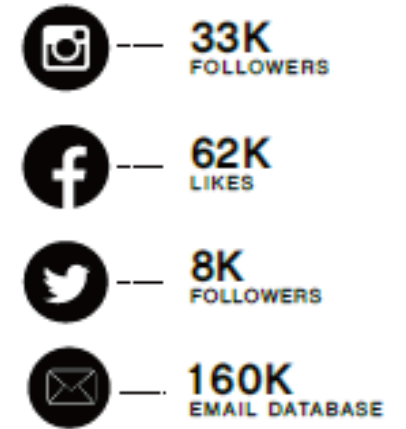 33K
FOLLOWERS
62K
LIKES
8K
FOLLOWERS
160K
EMAIL DATABASE